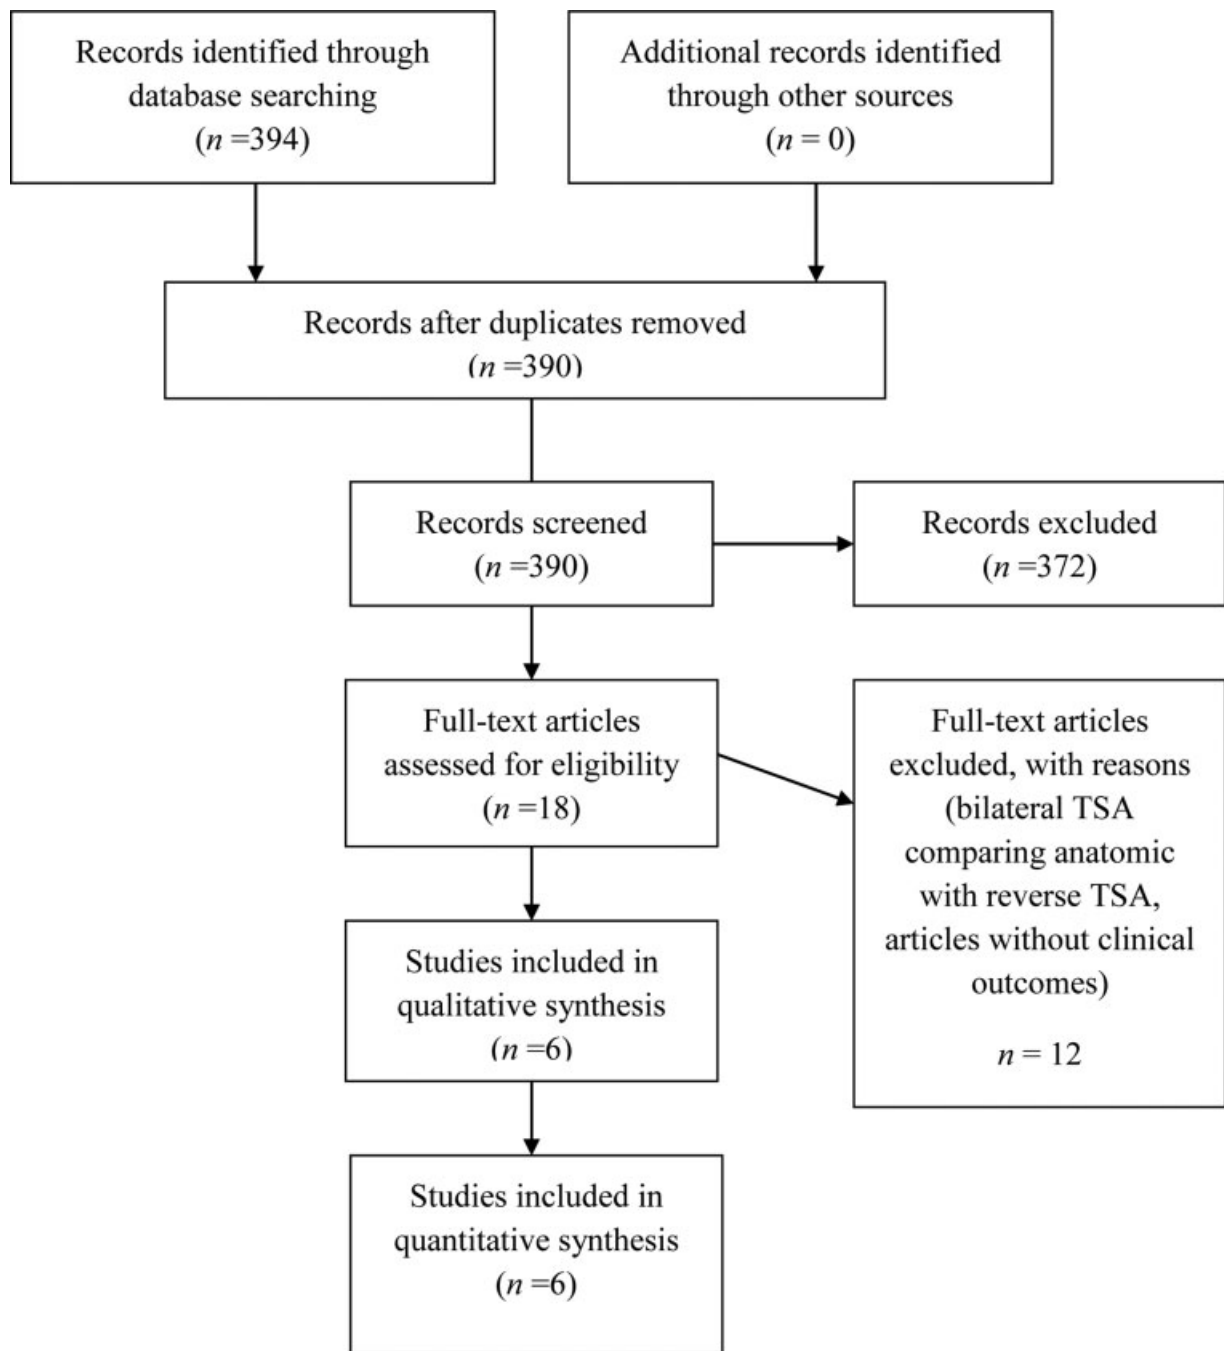 Records identified through
database searching
(n =394)
Additional records identified
through other sources
(n = 0)
Records after duplicates removed
(n =390)
Records screened
(n =390)
Records excluded
(n =372)
Full-text articles
assessed for eligibility
(n =18)
Full-text articles
excluded, with reasons
(bilateral TSA
comparing anatomic
with reverse TSA,
articles without clinical
outcomes)
n = 12
Studies included in
qualitative synthesis
(n =6)
Studies included in
quantitative synthesis
(n =6)